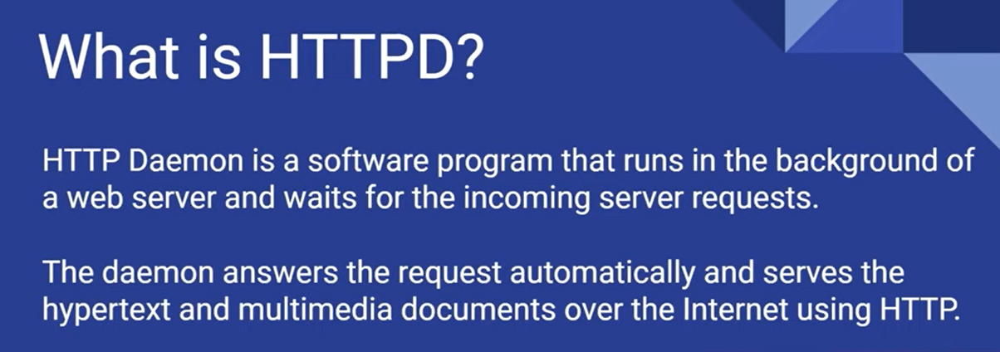 What is HTTPD?
HTTP Daemon is a software program that runs in the background of
a web server and waits for the incoming server requests.
The daemon answers the request automatically and serves the
hypertext and multimedia documents over the Internet using HTTP.